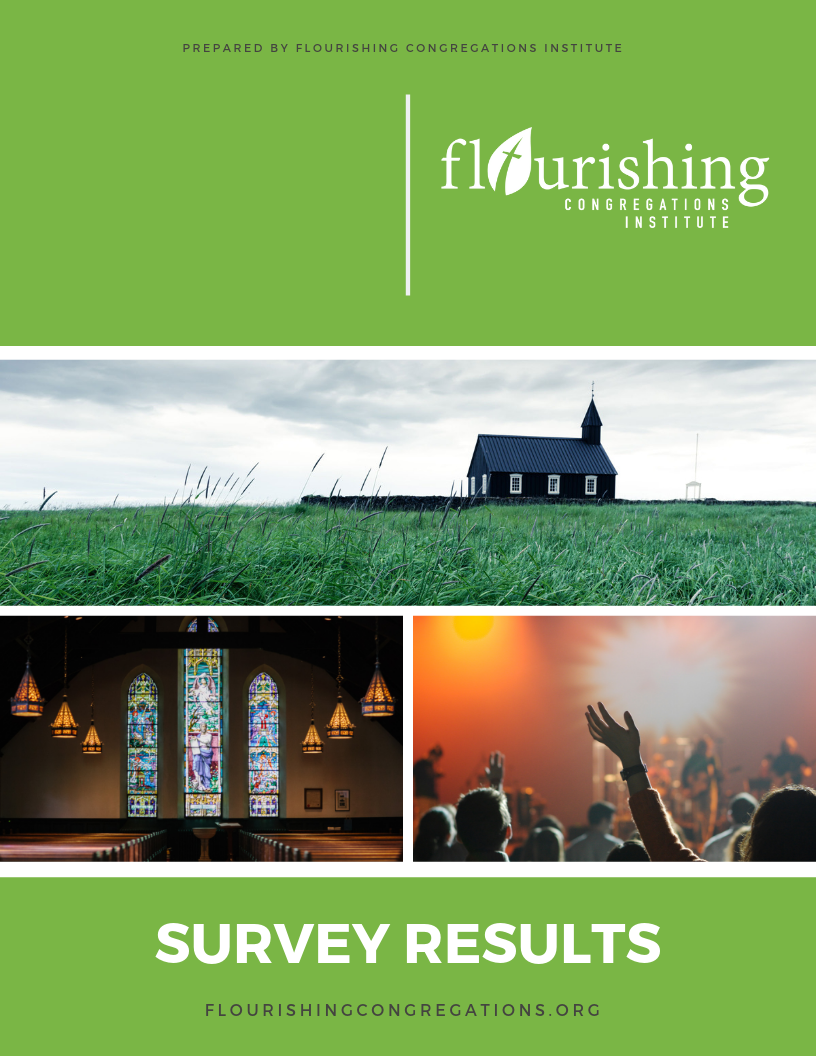 PREPARED BY FLOURISHING CONGREGATIONS INSTITUTE
flourishing
CONGREGATIONS
INSTITUTE
SURVEY RESULTS
FLOURISHINGCONGREGATIONS.ORG